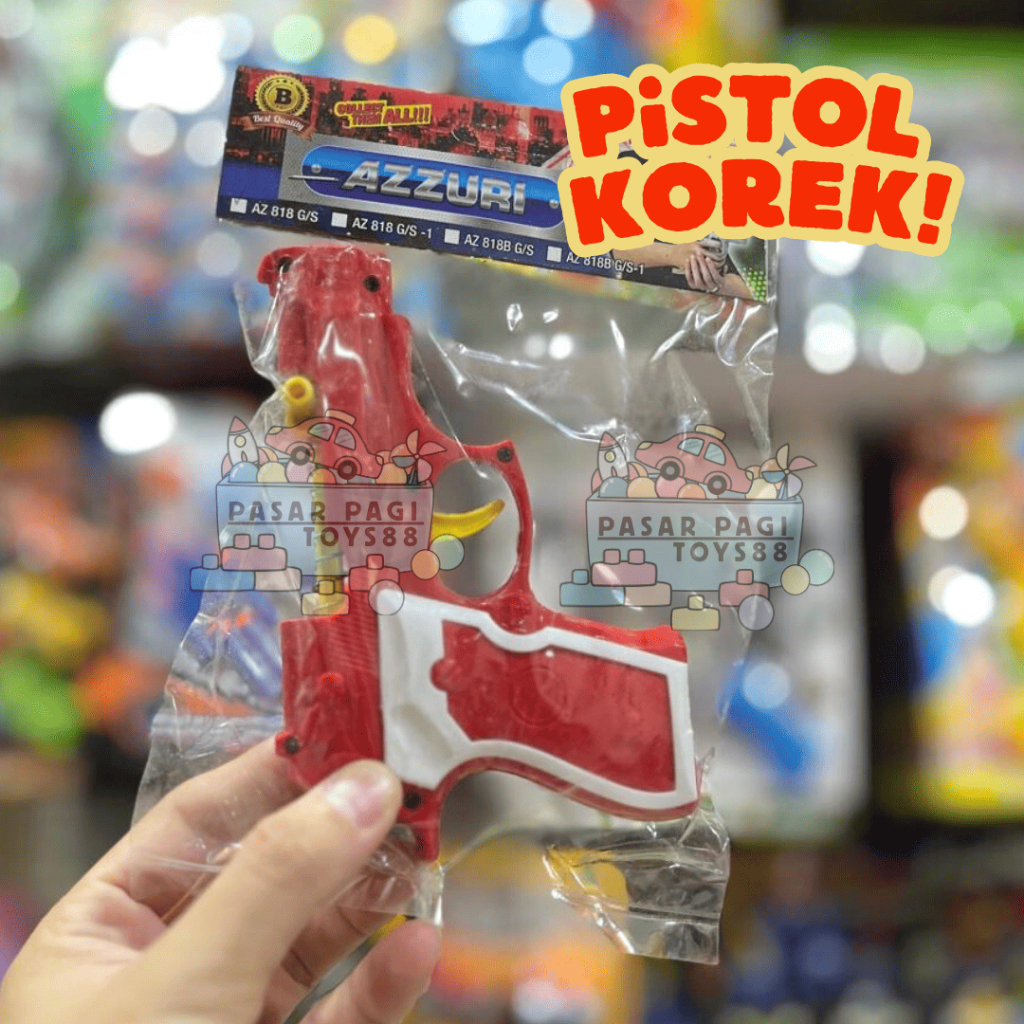 PiSTOL
KOREK!
B
Best Quality
COLLECT
THEM ALL!!!
AZZURI
AZ 818 G/S
AZ 818 G/S -1
AZ 818B G/S
AZ 818B G/S-1
PASAR PAGI
TOYS88
PASAR PAGI
TOYS88